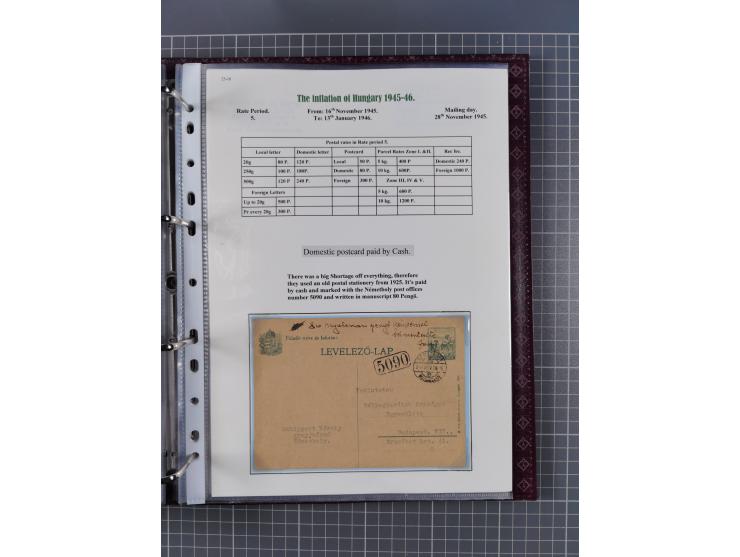 The inflation of Hungary 1945-46.
Rate Period.
5.
From: 16th November 1945.
To: 13th January 1946.
Mailing day.
28th November 1945.
Postal rates in Rate period 5.
Local letter Domestic letter Postcard Parcel Rates Zone I. &II. Rec fee.
20g 80 P. 120 P. Local 50 P. 5 kg. 400 P Domestic 240 P.
250g 100 P. 180P. Domestic 80 P. 10 kg. 600P. Foreign 1000 P.
500g 120 P 240 P. Foreign 300 P. Zone III, IV & V.
Foreign Letters 5 kg. 600 P.
Up to 20g 500 P. 10 kg. 1200 P.
Pr every 20g 300 P.
Domestic postcard paid by Cash.
There was a big Shortage off everything, therefore
they used an old postal stationery from 1925. It's paid
by cash and marked with the Németboly post offices
number 5090 and written in manuscript 80 Pengő.
LEVELEZŐ-LAP
5090
Budapest, VII.,